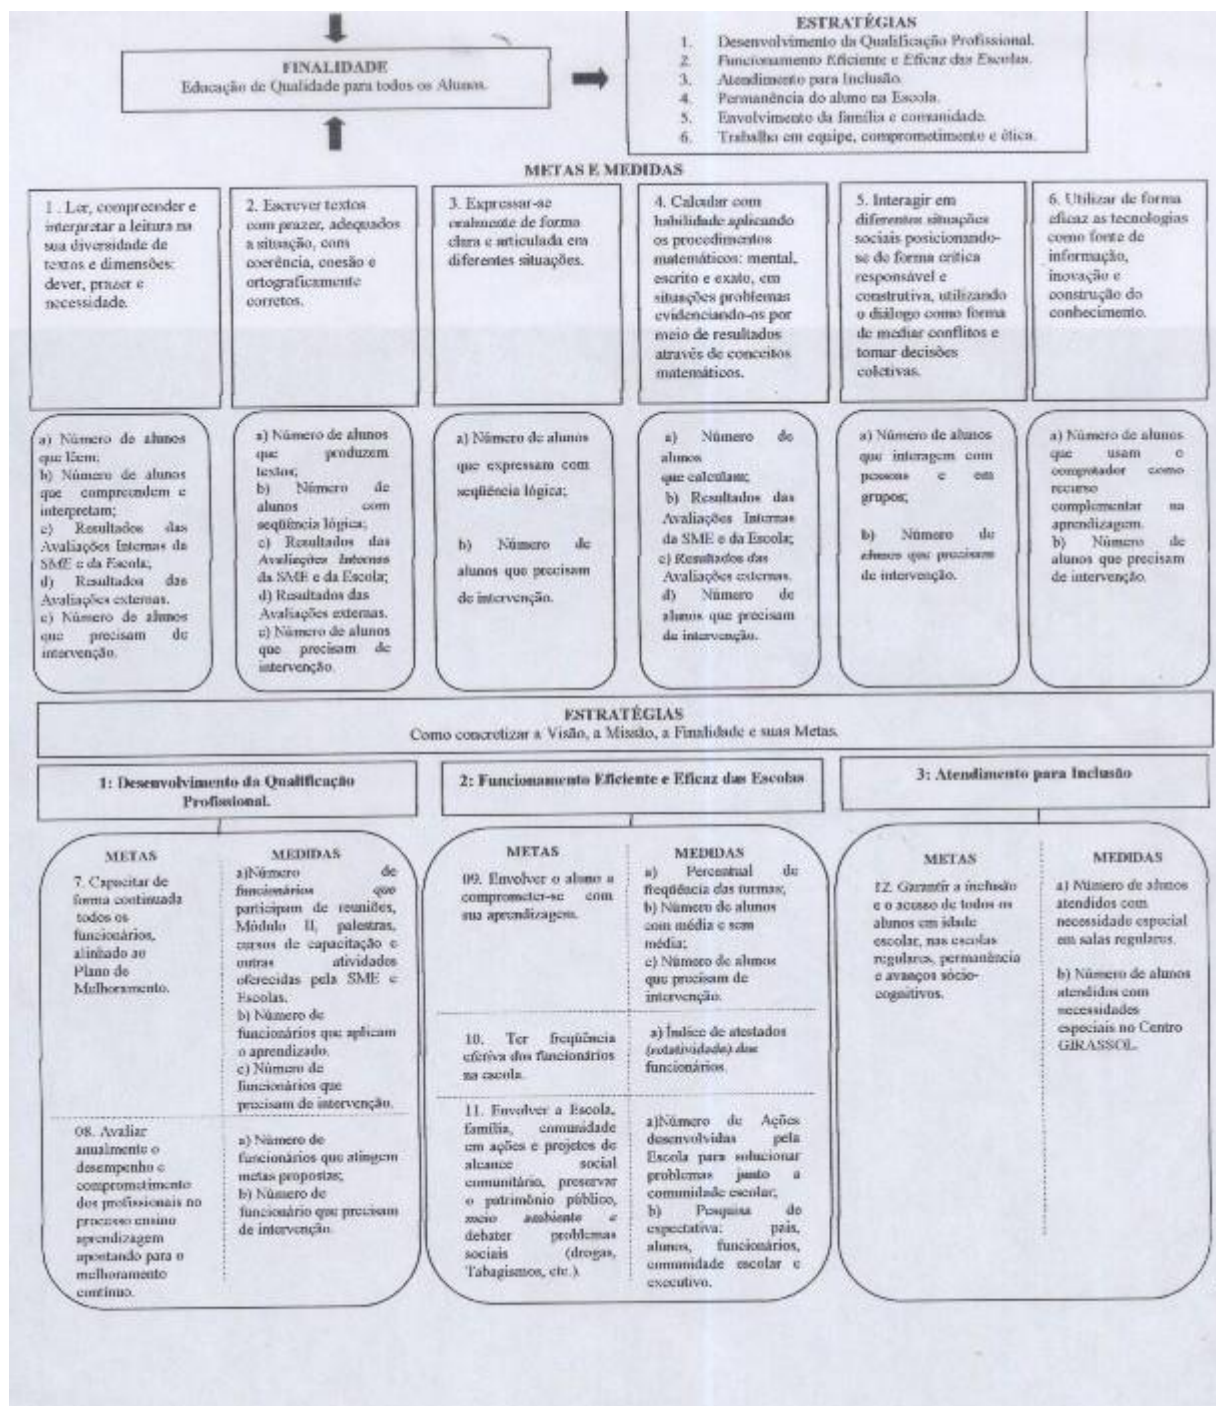 FINALIDADE
Educação de Qualidade para todos os Alunos.
ESTRATÉGIAS
1. Desenvolvimento da Qualificação Profissional.
2. Funcionamento Eficiente e Eficaz das Escolas.
3. Atendimento para Inclusão.
4. Permanência do aluno na Escola.
5. Envolvimento da família e comunidade.
6. Trabalho em equipe, comprometimento e ética.
METAS E MEDIDAS
1 . Ler, compreender e
interpretar a leitura na
sua diversidade de
textos e dimensões:
dever, prazer e
necessidade.
2. Escrever textos
com prazer, adequados
a situação, com
coerência, coesão e
ortograficamente
corretos.
3. Expressar-se
oralmente de forma
clara e articulada em
diferentes situações.
4. Calcular com
habilidade aplicando
os procedimentos
matemáticos: mental,
escrito e exato, em
situações problemas
evidenciando-os por
meio de resultados
através de conceitos
matemáticos.
5. Interagir em
diferentes situações
sociais posicionando-
se de forma crítica
responsável e
construtiva, utilizando
o diálogo como forma
de mediar conflitos e
tomar decisões
coletivas.
6. Utilizar de forma
eficaz as tecnologias
como fonte de
informação,
inovação e
construção do
conhecimento.
a) Número de alunos
que lêem;
b) Número de alunos
que compreendem e
interpretam;
c) Resultados das
Avaliações Internas da
SME e da Escola;
d) Resultados das
Avaliações externas.
e) Número de alunos
que precisam de
intervenção.
a) Número de alunos
que produzem
textos;
b) Número de
alunos com
seqüência lógica;
c) Resultados das
Avaliações Internas
da SME e da Escola;
d) Resultados das
Avaliações externas.
e) Número de alunos
que precisam de
intervenção.
a) Número de alunos
que expressam com
seqüência lógica;
b) Número de
alunos que precisam
de intervenção.
a) Número de
alunos
que calculam;
b) Resultados das
Avaliações Internas
da SME e da Escola;
c) Resultados das
Avaliações externas.
d) Número de
alunos que precisam
de intervenção.
a) Número de alunos
que interagem com
pessoas e em
grupos;
b) Número de
alunos que precisam
de intervenção.
a) Número de alunos
que usam o
computador como
recurso
complementar na
aprendizagem.
b) Número de
alunos que precisam
de intervenção.
ESTRATÉGIAS
Como concretizar a Visão, a Missão, a Finalidade e suas Metas.
1: Desenvolvimento da Qualificação
Profissional.
METAS
7. Capacitar de
forma continuada
todos os
funcionários,
alinhado ao
Plano de
Melhoramento.
MEDIDAS
a)Número de
funcionários que
participam de reuniões,
Módulo II, palestras,
cursos de capacitação e
outras atividades
oferecidas pela SME e
Escolas.
b) Número de
funcionários que aplicam
o aprendizado.
c) Número de
funcionários que
precisam de intervenção.
08. Avaliar
anualmente o
desempenho e
comprometimento
dos profissionais no
processo ensino
aprendizagem
apontando para o
melhoramento
contínuo.
a) Número de
funcionários que atingem
metas propostas;
b) Número de
funcionário que precisam
de intervenção.
2: Funcionamento Eficiente e Eficaz das Escolas
METAS
09. Envolver o aluno a
comprometer-se com
sua aprendizagem.
MEDIDAS
a) Percentual de
freqüência das turmas;
b) Número de alunos
com média e sem
média;
c) Número de alunos
que precisam de
intervenção.
10. Ter freqüência
efetiva dos funcionários
na escola.
a) Índice de atestados
(rotatividade) dos
funcionários.
11. Envolver a Escola,
família, comunidade
em ações e projetos de
alcance social
comunitário, preservar
o patrimônio público,
meio ambiente e
debater problemas
sociais (drogas,
Tabagismos, etc.).
a)Número de Ações
desenvolvidas pela
Escola para solucionar
problemas junto a
comunidade escolar;
b) Pesquisa de
expectativa: pais,
alunos, funcionários,
comunidade escolar e
executivo.
3: Atendimento para Inclusão
METAS
12. Garantir a inclusão
e o acesso de todos os
alunos em idade
escolar, nas escolas
regulares, permanência
e avanços sócio-
cognitivos.
MEDIDAS
a) Número de alunos
atendidos com
necessidade especial
em salas regulares.
b) Número de alunos
atendidos com
necessidades
especiais no Centro
GIRASSOL.